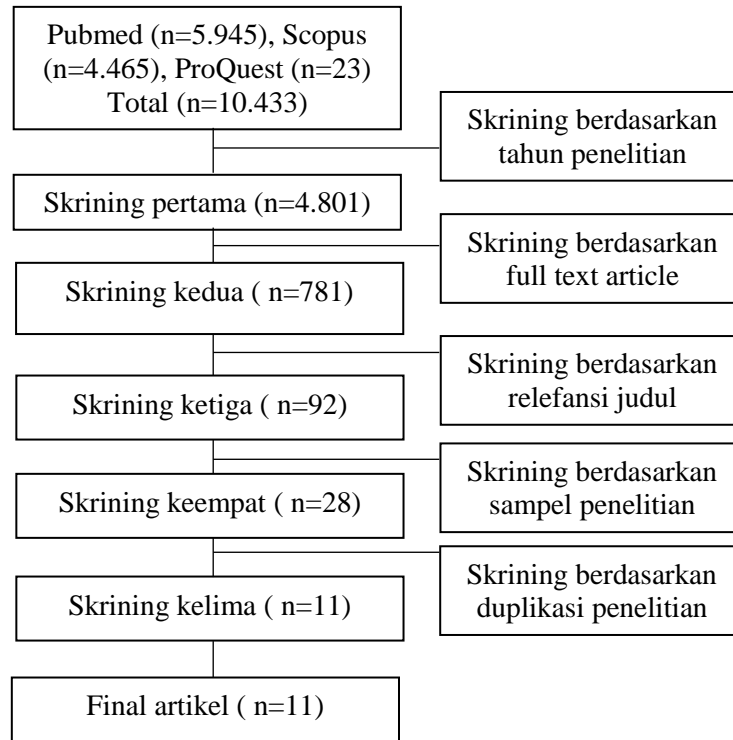 Pubmed (n=5.945), Scopus
(n=4.465), ProQuest (n=23)
Total (n=10.433)
Skrining berdasarkan
tahun penelitian
Skrining pertama (n=4.801)
Skrining berdasarkan
full text article
Skrining kedua ( n=781)
Skrining berdasarkan
relefansi judul
Skrining ketiga ( n=92)
Skrining berdasarkan
sampel penelitian
Skrining keempat ( n=28)
Skrining berdasarkan
duplikasi penelitian
Skrining kelima ( n=11)
Final artikel ( n=11)